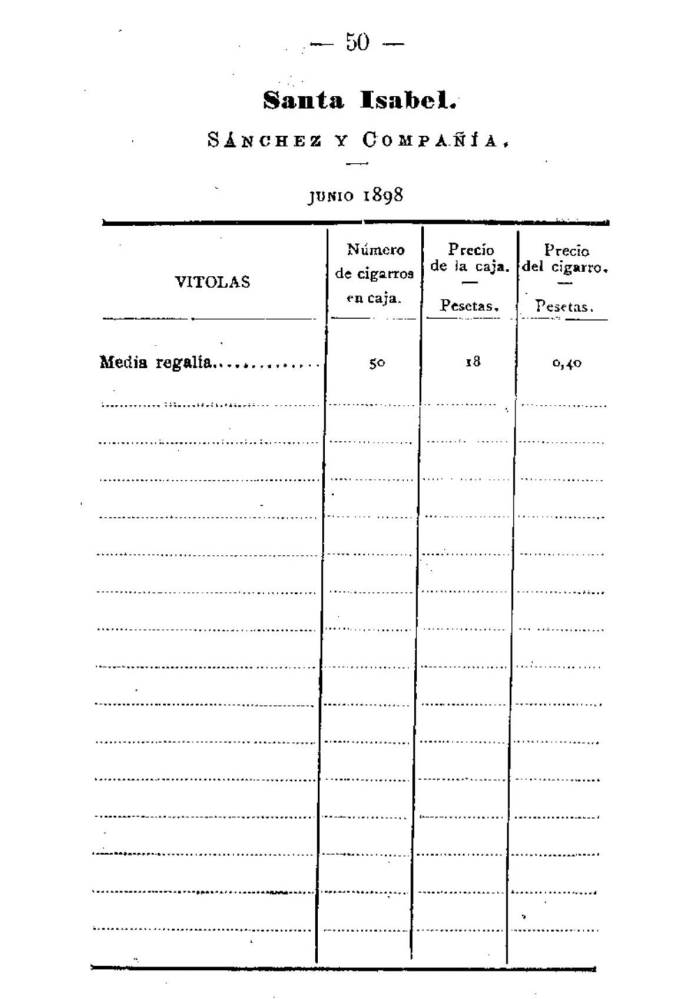 — 50 —
Santa Isabel.
SÁNCHEZ Y COMPAÑÍA.
JUNIO 1898
VITOLAS
Número
de cigarros
en caja.
Precio
de la caja.
—
Pesetas.
Precio
del cigarro.
—
Pesetas.
Media regalía.............. 50 18 0,40